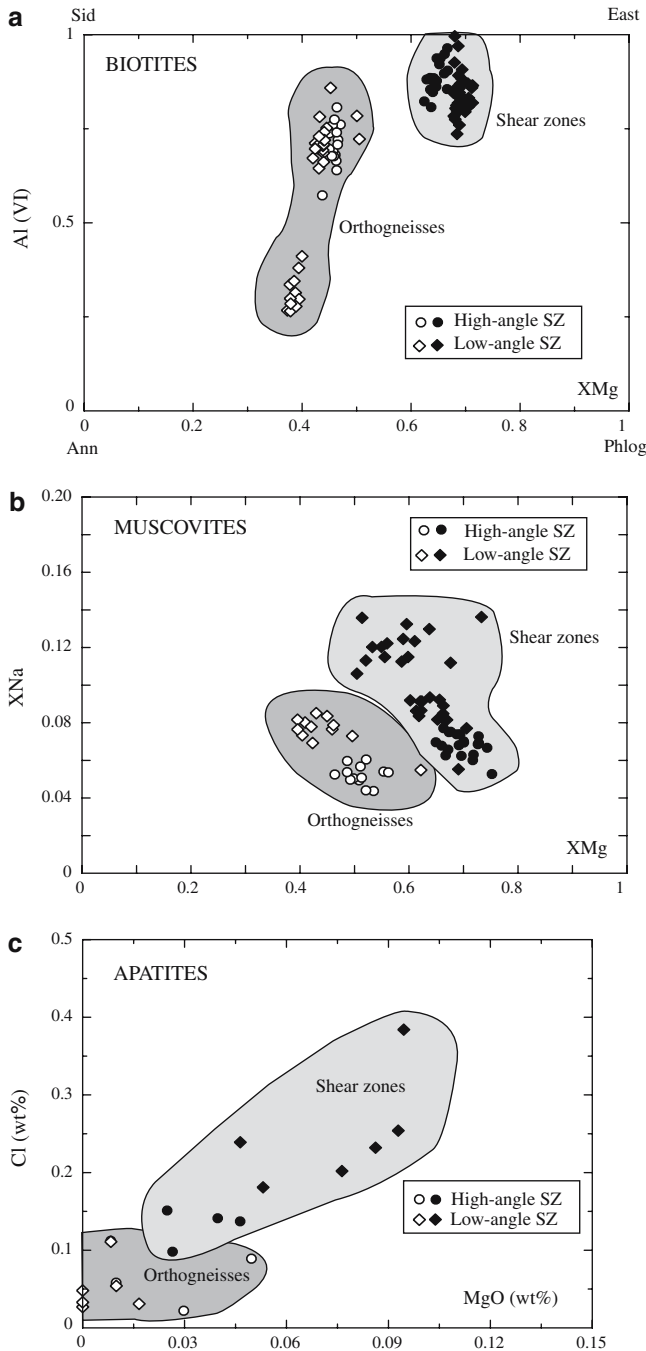 a
Sid East
1
BIOTITES
Shear zones
Al (VI)
0.5
Orthogneisses
High-angle SZ
Low-angle SZ
XMg
0
0 0.2 0.4 0.6 0. 8 1
Ann Phlog
b
0.20
MUSCOVITES
High-angle SZ
Low-angle SZ
0.16
Shear zones
0.12
XNa
0.08
0.04
Orthogneisses
XMg
0
0 0.2 0.4 0.6 0.8 1
c
0.5
APATITES
0.4
Shear zones
0.3
Cl (wt%)
0.2
High-angle SZ
Low-angle SZ
0.1
Orthogneisses
MgO (wt%)
0
0 0.03 0.06 0.09 0.12 0.15